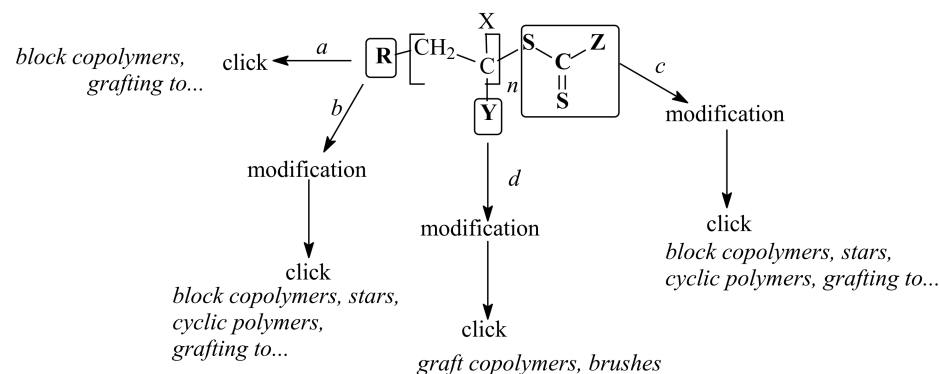 X
block copolymers,
grafting to...
click
a
R
CH2
C
n
S
C
Z
S
Y
c
b
modification
modification
d
modification
click
click
block copolymers, stars,
cyclic polymers, grafting to...
click
block copolymers, stars,
cyclic polymers,
grafting to...
graft copolymers, brushes